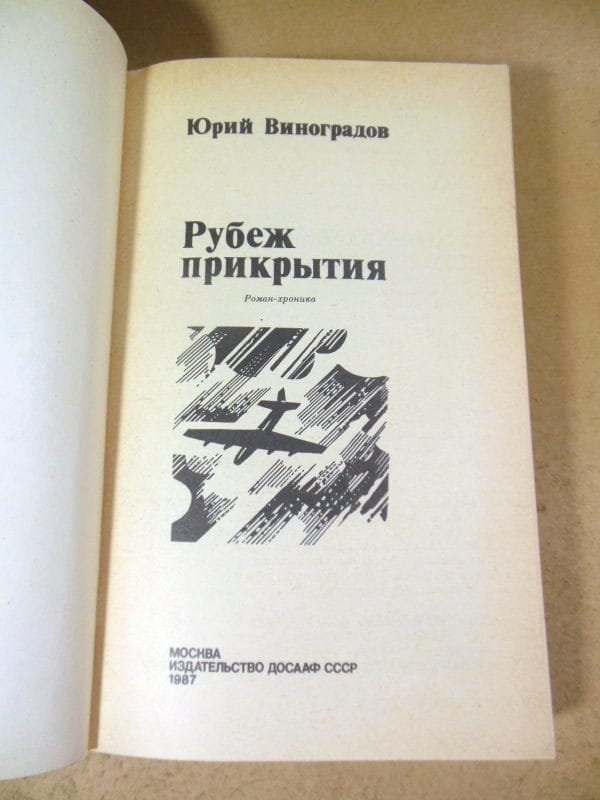 Юрий Виноградов
Рубеж
прикрытия
Роман-хроника
МОСКВА
ИЗДАТЕЛЬСТВО ДОСААФ СССР
1987